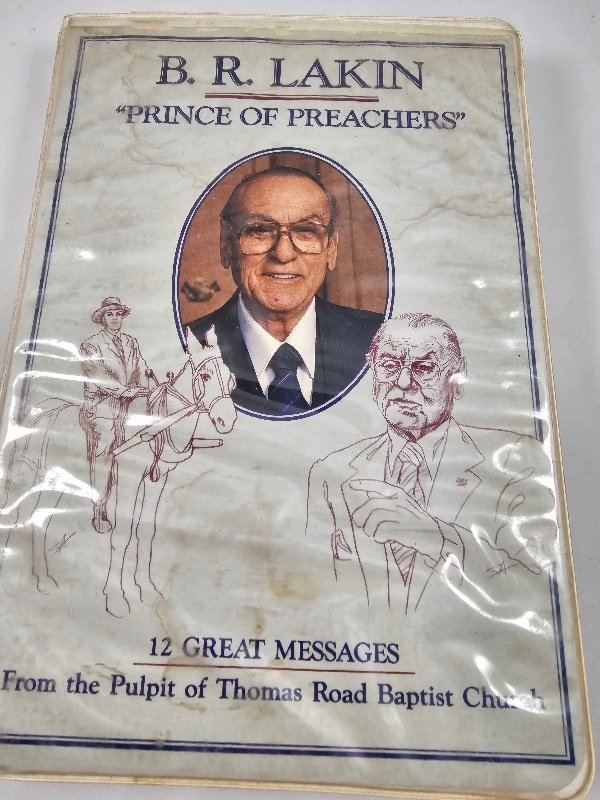 B. R. LAKIN
"PRINCE OF PREACHERS"
12 GREAT MESSAGES
From the Pulpit of Thomas Road Baptist Church